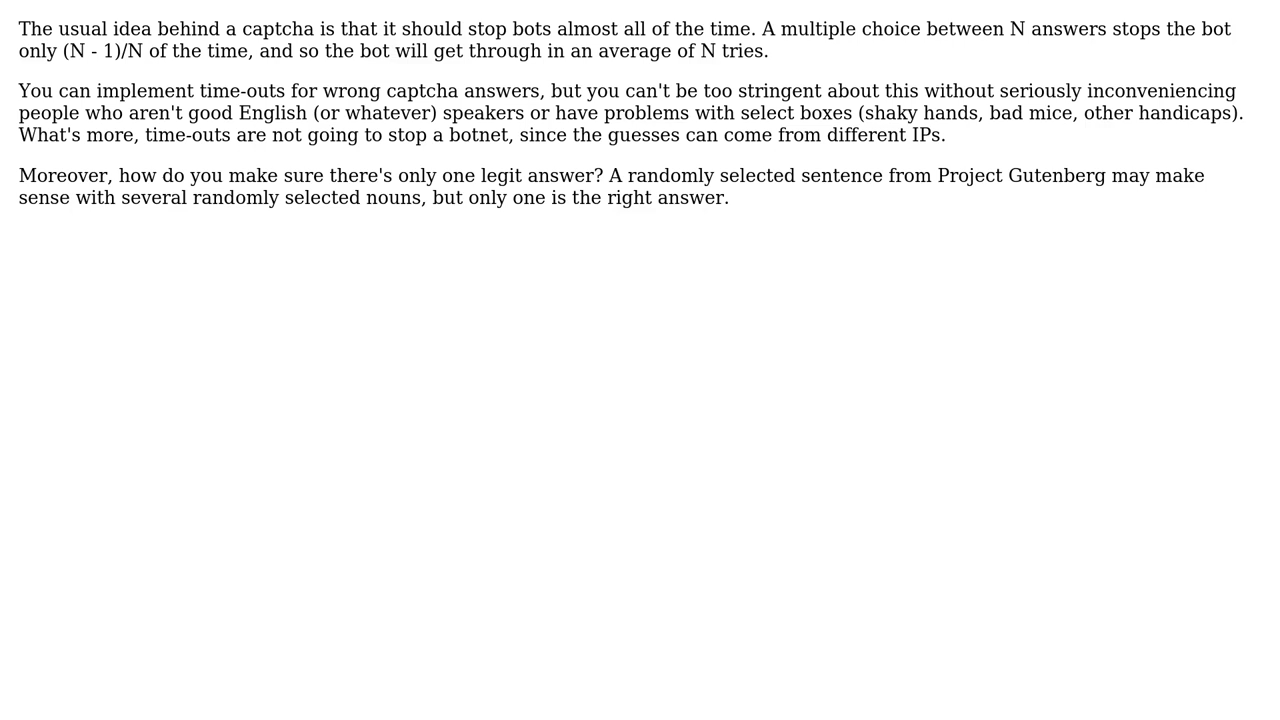 The usual idea behind a captcha is that it should stop bots almost all of the time. A multiple choice between N answers stops the bot
only (N - 1)/N of the time, and so the bot will get through in an average of N tries.
You can implement time-outs for wrong captcha answers, but you can't be too stringent about this without seriously inconveniencing
people who aren't good English (or whatever) speakers or have problems with select boxes (shaky hands, bad mice, other handicaps).
What's more, time-outs are not going to stop a botnet, since the guesses can come from different IPs.
Moreover, how do you make sure there's only one legit answer? A randomly selected sentence from Project Gutenberg may make
sense with several randomly selected nouns, but only one is the right answer.